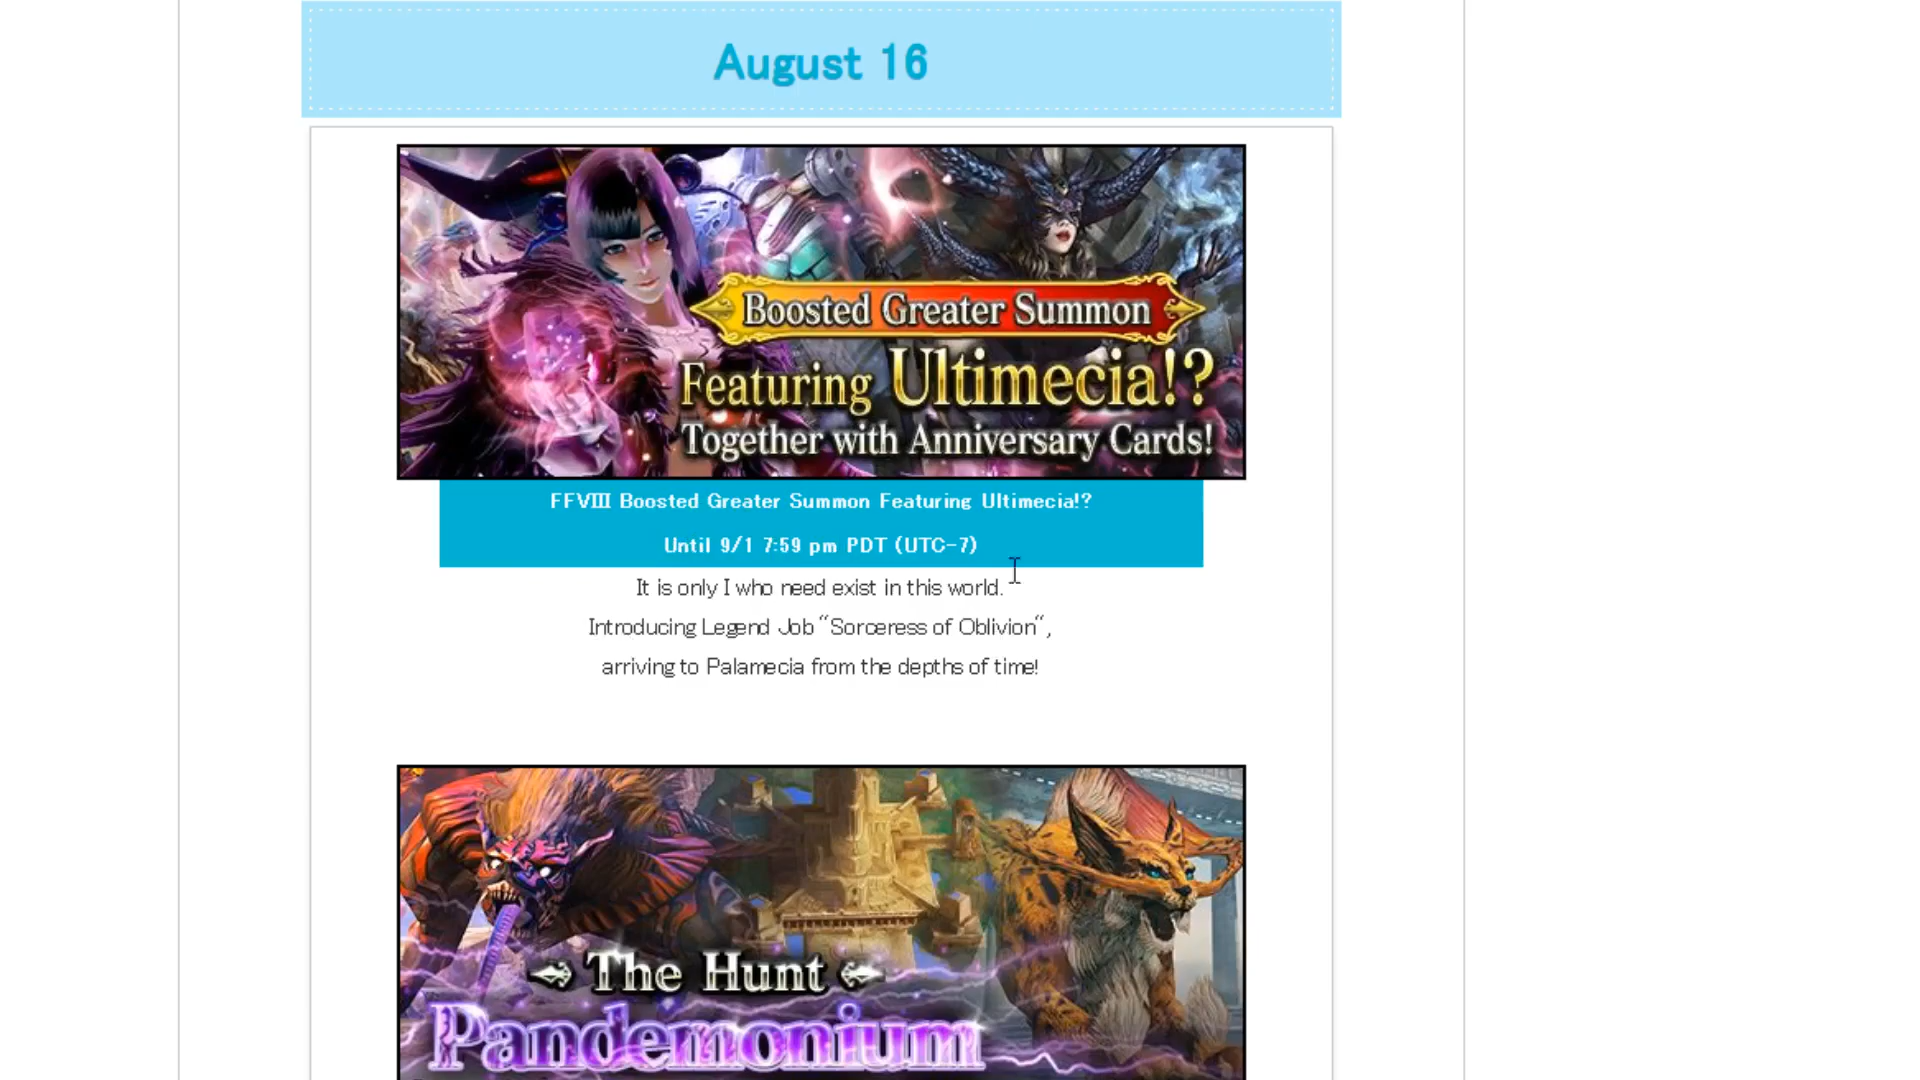 August 16
Boosted Greater Summon
Featuring Ultimecia!?
Together with Anniversary Cards!
FFVIII Boosted Greater Summon Featuring Ultimecia!?
Until 9/1 7:59 pm PDT (UTC-7)
It is only I who need exist in this world.
Introducing Legend Job “Sorceress of Oblivion“,
arriving to Palamecia from the depths of time!
The Hunt
Pandemonium